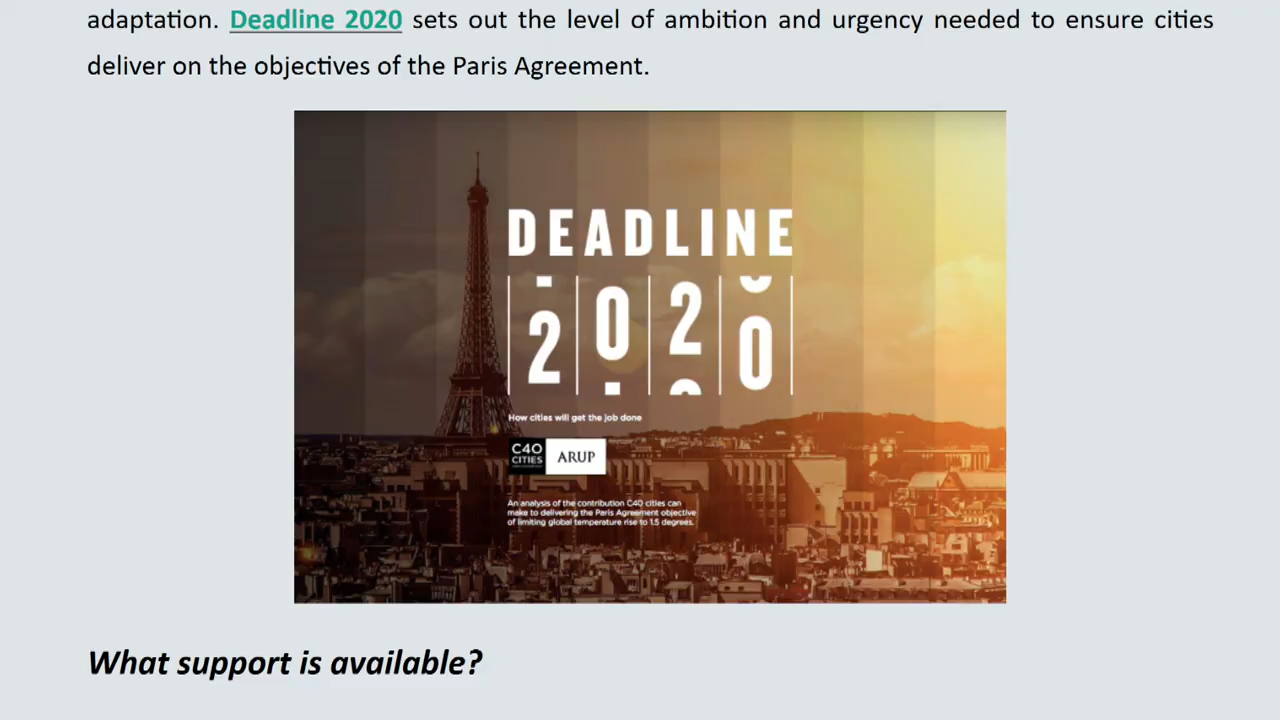 adaptation. Deadline 2020 sets out the level of ambition and urgency needed to ensure cities
deliver on the objectives of the Paris Agreement.
DEADLINE
2020
How cities will get the job done
C40
CITIES
ARUP
An analysis of the contribution C40 cities can
make to delivering the Paris Agreement objective
of limiting global temperature rise to 1.5 degrees.
What support is available?